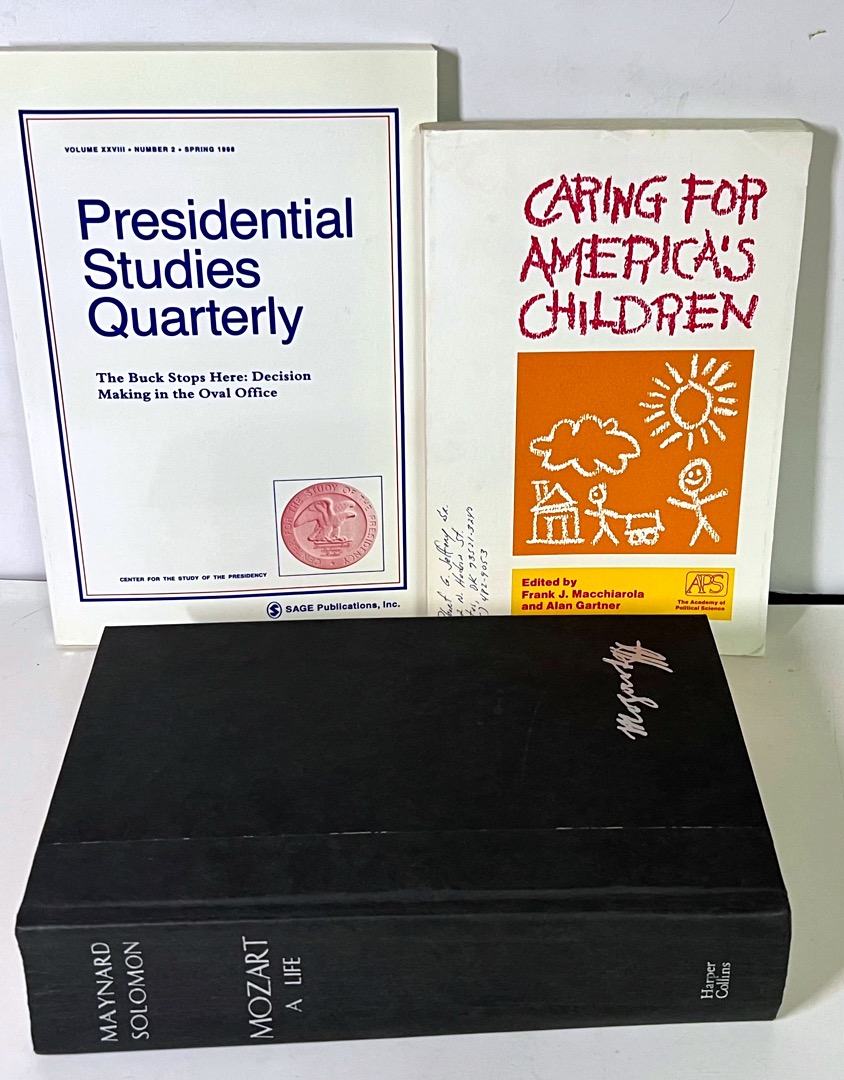 VOLUME XXVIII • NUMBER 2 • SPRING 1998
Presidential
Studies
Quarterly
The Buck Stops Here: Decision
Making in the Oval Office
CENTER FOR THE STUDY OF THE PRESIDENCY
SAGE Publications, Inc.
CARING FOR
AMERICA'S
CHILDREN
Edited by
Frank J. Macchiarola
and Alan Gartner
APS
The Academy of
Political Science
Mozart
MAYNARD
SOLOMON
MOZART
A LIFE
Harper
Collins